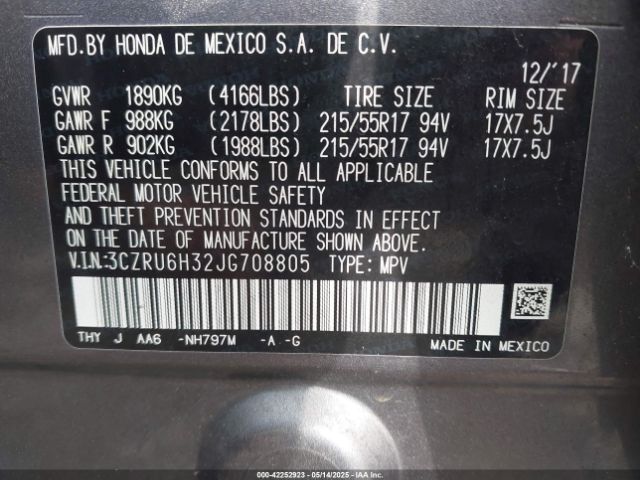 MFD.BY HONDA DE MEXICO S.A. DE C.V.
12/'17
GVWR 1890KG (4166LBS) TIRE SIZE RIM SIZE
GAWR F 988KG (2178LBS) 215/55R17 94V 17X7.5J
GAWR R 902KG (1988LBS) 215/55R17 94V 17X7.5J
THIS VEHICLE CONFORMS TO ALL APPLICABLE
FEDERAL MOTOR VEHICLE SAFETY
AND THEFT PREVENTION STANDARDS IN EFFECT
ON THE DATE OF MANUFACTURE SHOWN ABOVE.
V.I.N:3CZRU6H32JG708805 TYPE: MPV
THY J AA6 -NH797M -A -G MADE IN MEXICO
000-42252923 - 05/14/2025 - COPYRIGHT IAA